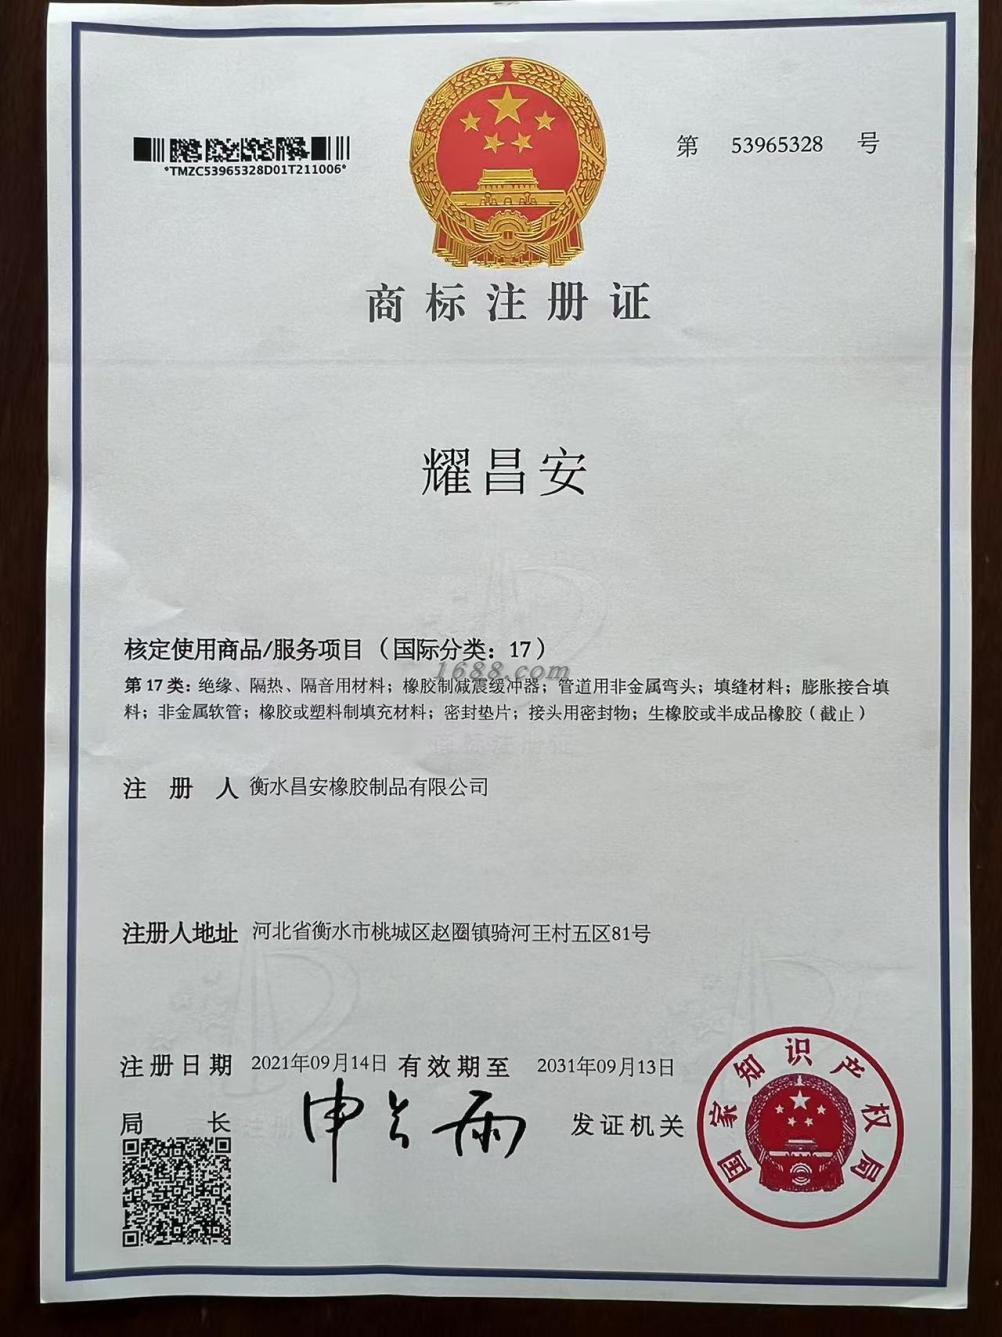 第 53965328 号
*TMZC53965328D01T211006*
商标注册证
耀昌安
核定使用商品/服务项目（国际分类：17）
1688.com
第17类：绝缘、隔热、隔音用材料；橡胶制减震缓冲器；管道用非金属弯头；填缝材料；膨胀接合填
料；非金属软管；橡胶或塑料制填充材料；密封垫片；接头用密封物；生橡胶或半成品橡胶（截止）
商标注册证
注册人 衡水昌安橡胶制品有限公司
注册人地址 河北省衡水市桃城区赵圈镇骑河王村五区81号
注册日期 2021年09月14日 有效期至 2031年09月13日
局长 申长雨 发证机关
国家知识产权局